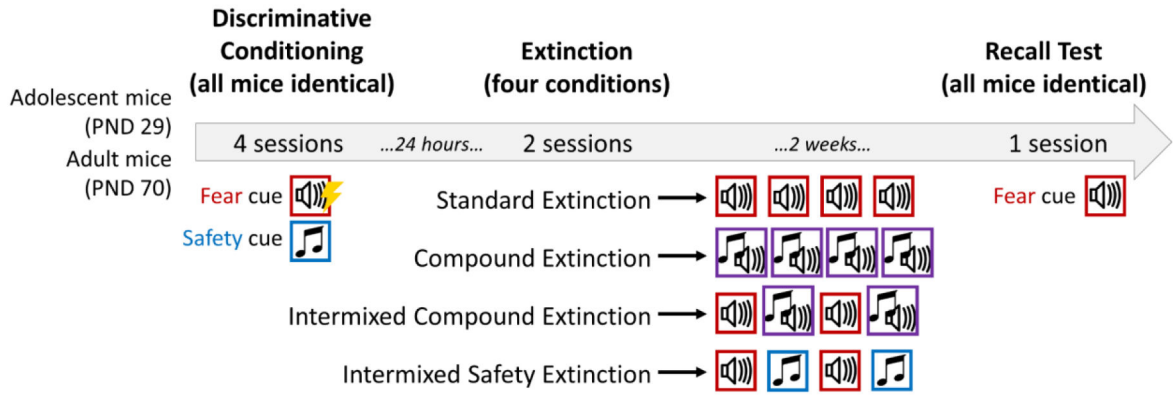 Discriminative
Conditioning
(all mice identical)
Extinction
(four conditions)
Recall Test
(all mice identical)
Adolescent mice
(PND 29)
Adult mice
(PND 70)
4 sessions
...24 hours...
2 sessions
...2 weeks...
1 session
Fear cue
Safety cue
Standard Extinction
Compound Extinction
Intermixed Compound Extinction
Intermixed Safety Extinction
Fear cue